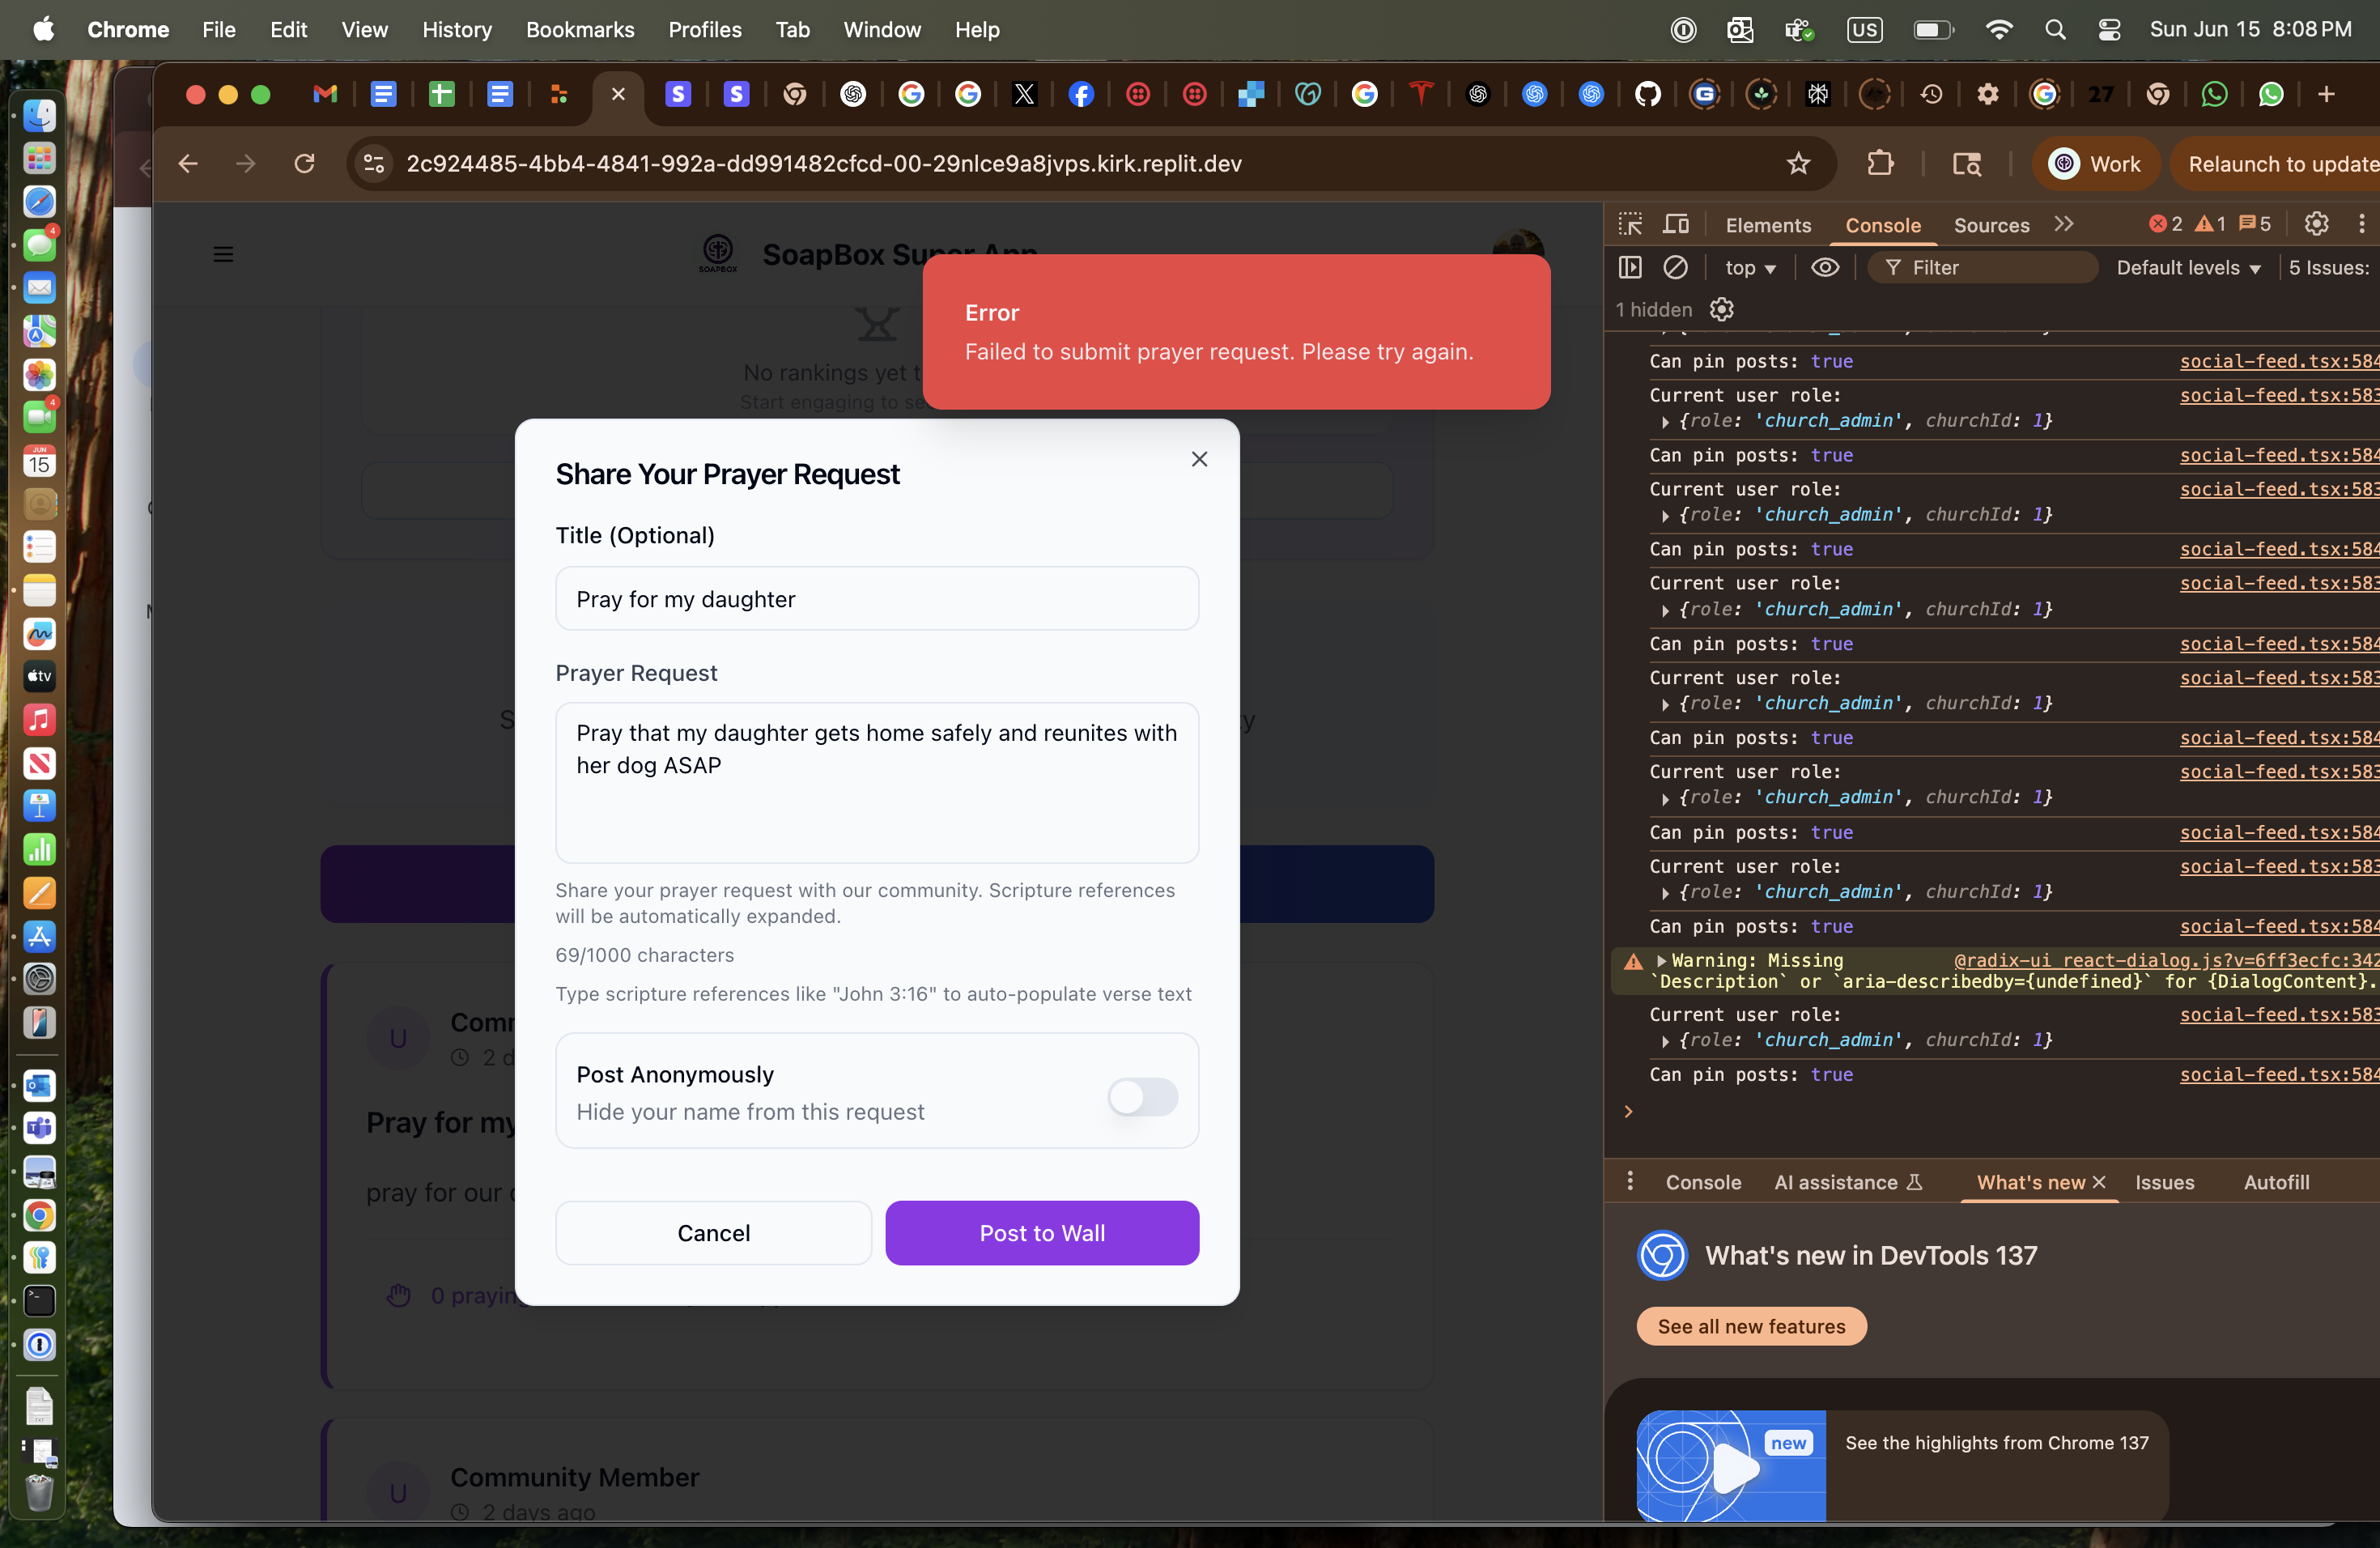 Chrome File Edit View History Bookmarks Profiles Tab Window Help US Sun Jun 15 8:08 PM
27
2c924485-4bb4-4841-992a-dd991482cfcd-00-29nlce9a8jvps.kirk.replit.dev Work Relaunch to update
SOAPBOX SoapBox Super App
Error
Failed to submit prayer request. Please try again.
No rankings yet
Start engaging to
Share Your Prayer Request
Title (Optional)
Pray for my daughter
Prayer Request
Pray that my daughter gets home safely and reunites with
her dog ASAP
Share your prayer request with our community. Scripture references
will be automatically expanded.
69/1000 characters
Type scripture references like "John 3:16" to auto-populate verse text
Post Anonymously
Hide your name from this request
Cancel Post to Wall
U
Pray for my
pray for our
0 praying
U Community Member
2 days ago
Elements Console Sources 2 1 5
top Filter Default levels 5 Issues:
1 hidden
Can pin posts: true social-feed.tsx:584
Current user role: social-feed.tsx:583
{role: 'church_admin', churchId: 1}
Can pin posts: true social-feed.tsx:584
Current user role: social-feed.tsx:583
{role: 'church_admin', churchId: 1}
Can pin posts: true social-feed.tsx:584
Current user role: social-feed.tsx:583
{role: 'church_admin', churchId: 1}
Can pin posts: true social-feed.tsx:584
Current user role: social-feed.tsx:583
{role: 'church_admin', churchId: 1}
Can pin posts: true social-feed.tsx:584
Current user role: social-feed.tsx:583
{role: 'church_admin', churchId: 1}
Can pin posts: true social-feed.tsx:584
Current user role: social-feed.tsx:583
{role: 'church_admin', churchId: 1}
Can pin posts: true social-feed.tsx:584
Warning: Missing @radix-ui_react-dialog.js?v=6ff3ecfc:342
`Description` or `aria-describedby={undefined}` for {DialogContent}.
Current user role: social-feed.tsx:583
{role: 'church_admin', churchId: 1}
Can pin posts: true social-feed.tsx:584
Console AI assistance What's new Issues Autofill
What's new in DevTools 137
See all new features
new See the highlights from Chrome 137
4
4
JUN
15
tv